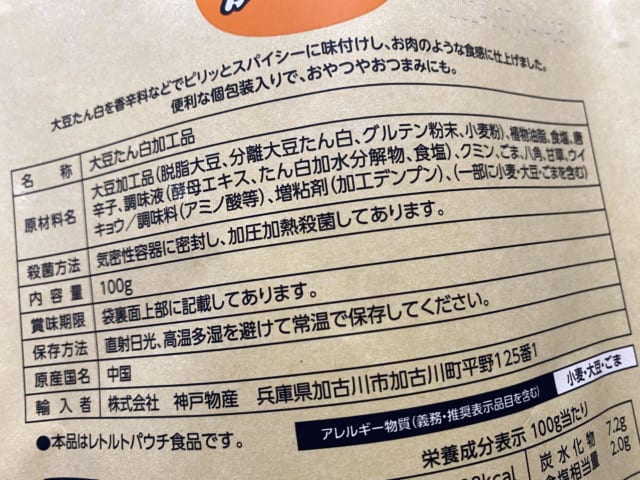 大豆たん白を香辛料などでピリッとスパイシーに味付けし、お肉のような食感に仕上げました。
便利な個包装入りで、おやつやおつまみにも。
名称 大豆たん白加工品
原材料名 大豆加工品(脱脂大豆、分離大豆たん白、グルテン粉末、小麦粉)、植物油脂、食塩、唐
辛子、調味液(酵母エキス、たん白加水分解物、食塩)、クミン、ごま、八角、甘草、ウイ
キョウ/調味料(アミノ酸等)、増粘剤(加工デンプン)、(一部に小麦・大豆・ごまを含む)
殺菌方法 気密性容器に密封し、加圧加熱殺菌してあります。
内容量 100g
賞味期限 袋裏面上部に記載してあります。
保存方法 直射日光、高温多湿を避けて常温で保存してください。
原産国名 中国
輸入者 株式会社 神戸物産 兵庫県加古川市加古川町平野125番1
●本品はレトルトパウチ食品です。
アレルギー物質(義務・推奨表示品目を含む) 小麦・大豆・ごま
栄養成分表示 100g当たり
kcal 炭水化物 7.2g
食塩相当量 2.0g